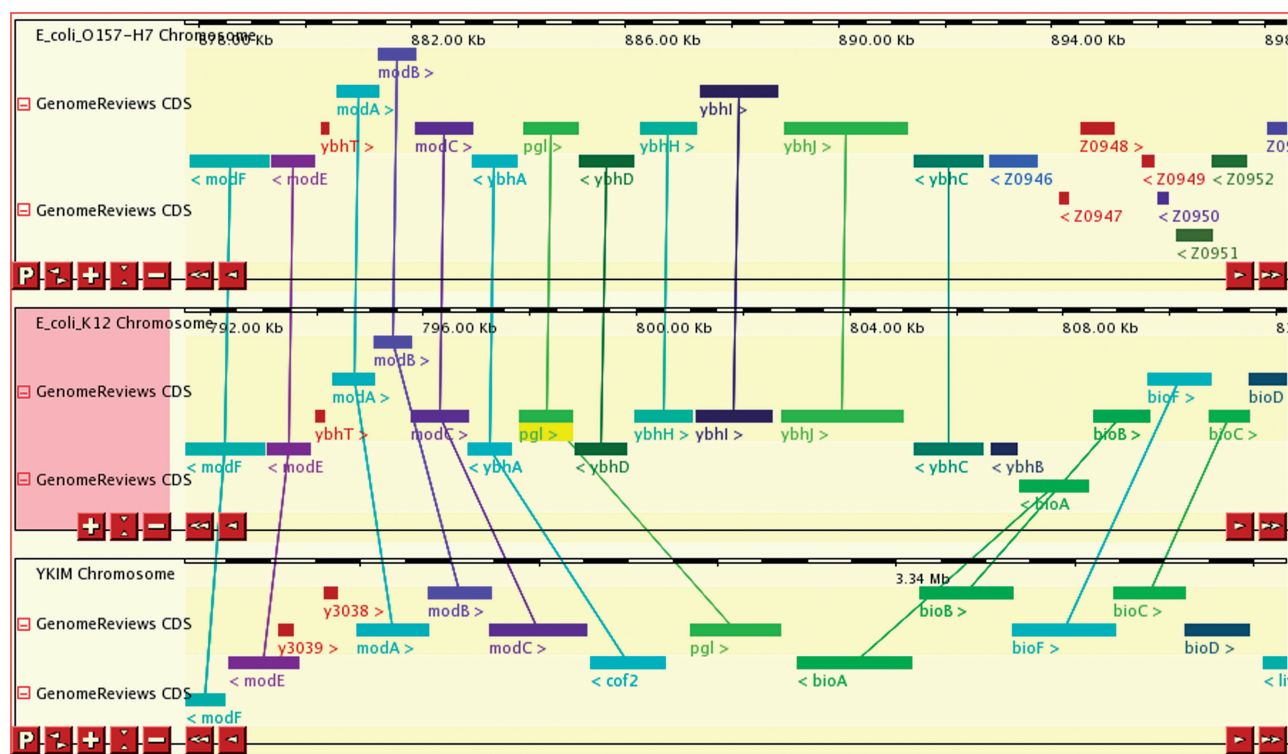 E_coli_O157-H7 Chromosome
878.00 Kb 882.00 Kb 886.00 Kb 890.00 Kb 894.00 Kb
modB >
GenomeReviews CDS
modA > ybhI >
ybhT > modC > pgl > ybhH > ybhJ > Z0948 >
< modF < modE < ybhA < ybhD < ybhC < Z0946 < Z0949 < Z0952
GenomeReviews CDS
< Z0947 < Z0950
< Z0951
P
E_coli_K12 Chromosome
792.00 Kb 796.00 Kb 800.00 Kb 804.00 Kb 808.00 Kb
modB >
GenomeReviews CDS
modA > bioF > bioD
ybhT > modC > pgl > ybhH > ybhI > ybhJ > bioB > bioC >
< modF < modE < ybhA < ybhD < ybhC < ybhB
GenomeReviews CDS
< bioA
YKIM Chromosome
3.34 Mb
y3038 > modB > bioB > bioC >
GenomeReviews CDS
y3039 > modA > modC > pgl > bioF > bioD >
< modE < cof2 < bioA
GenomeReviews CDS
< modF
P